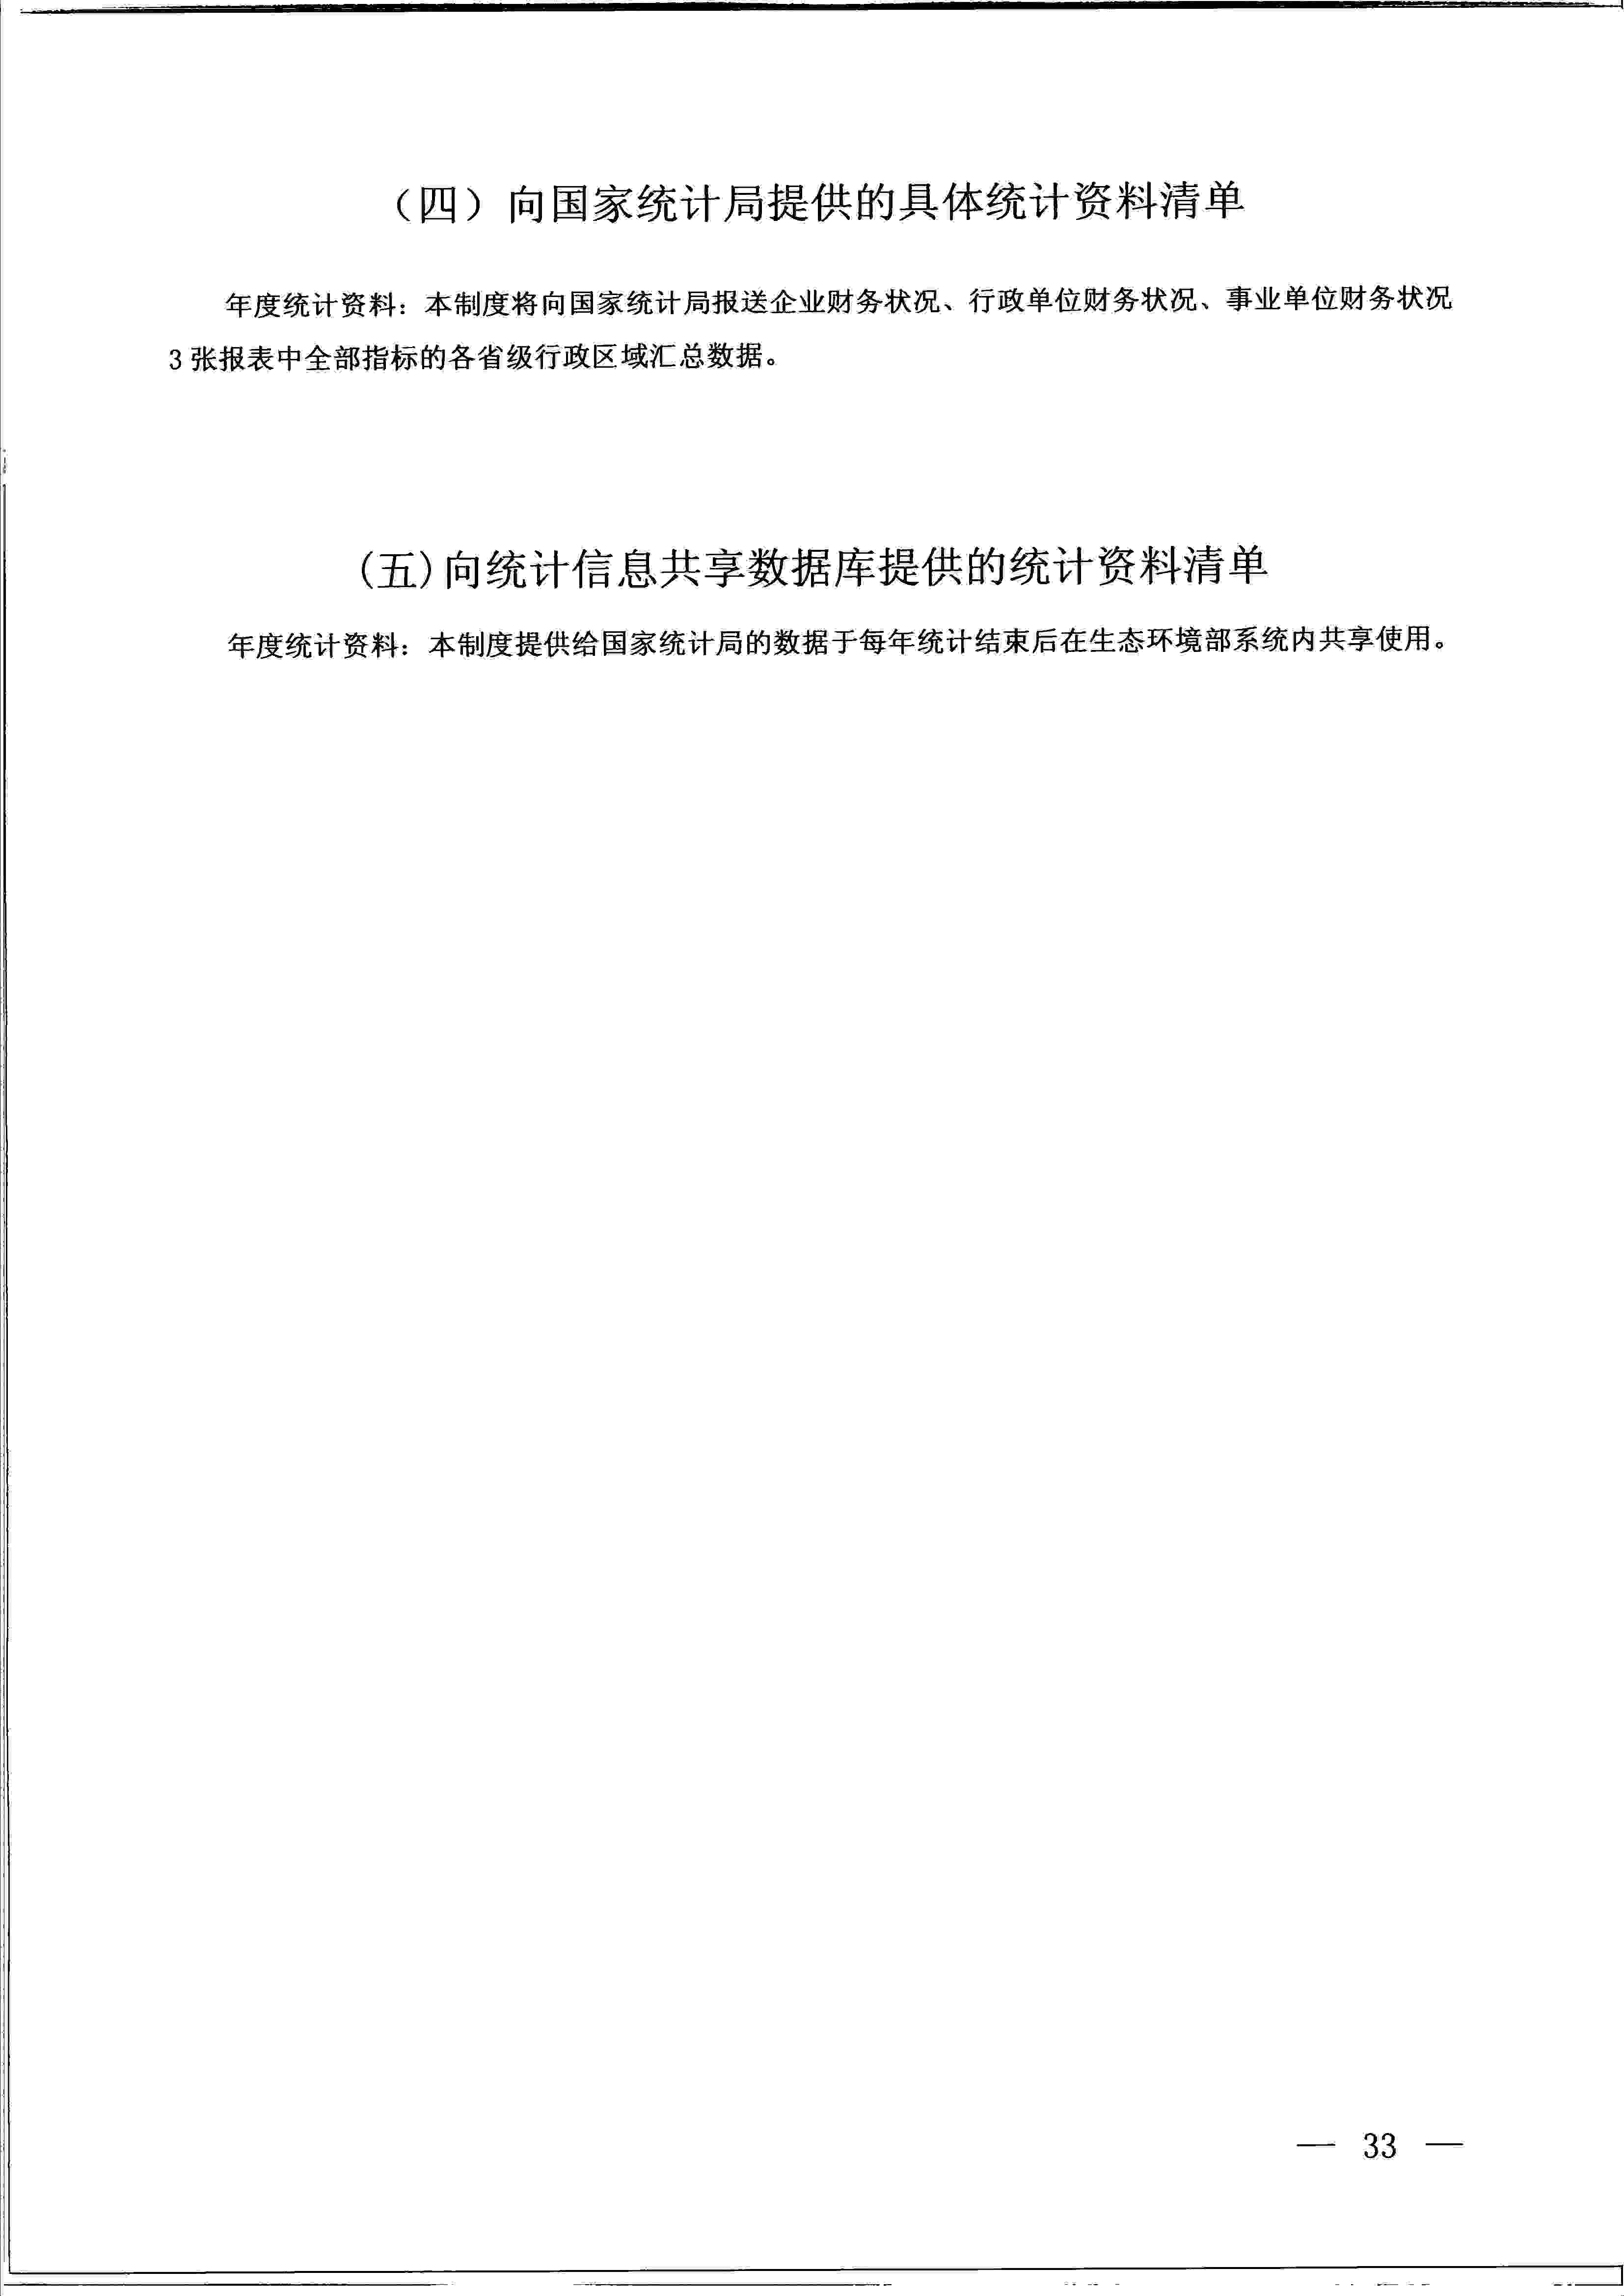 （四）向国家统计局提供的具体统计资料清单
年度统计资料：本制度将向国家统计局报送企业财务状况、行政单位财务状况、事业单位财务状况
3 张报表中全部指标的各省级行政区域汇总数据。
(五)向统计信息共享数据库提供的统计资料清单
年度统计资料：本制度提供给国家统计局的数据于每年统计结束后在生态环境部系统内共享使用。
— 33 —